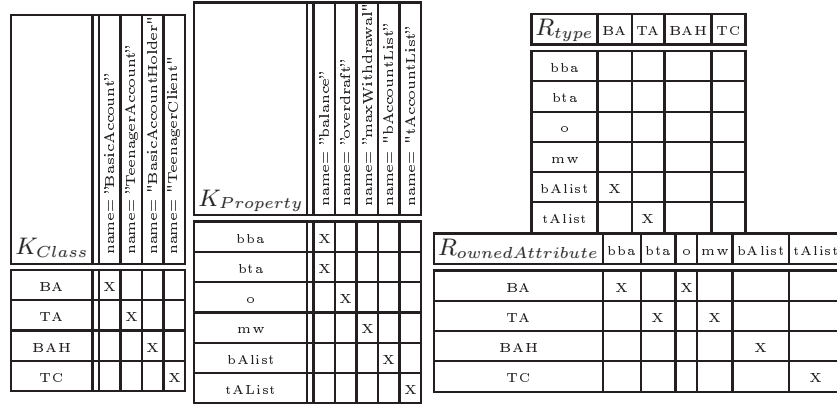 K_Class name="BasicAccount" name="TeenagerAccount" name="BasicAccountHolder" name="TeenagerClient"
BA X
TA X
BAH X
TC X
K_Property name="balance" name="overdraft" name="maxWithdrawal" name="bAccountList" name="tAccountList"
bba X
bta X
o X
mw X
bAlist X
tAList X
R_type BA TA BAH TC
bba
bta
o
mw
bAlist X
tAlist X
R_ownedAttribute bba bta o mw bAlist tAlist
BA X X
TA X X
BAH X
TC X